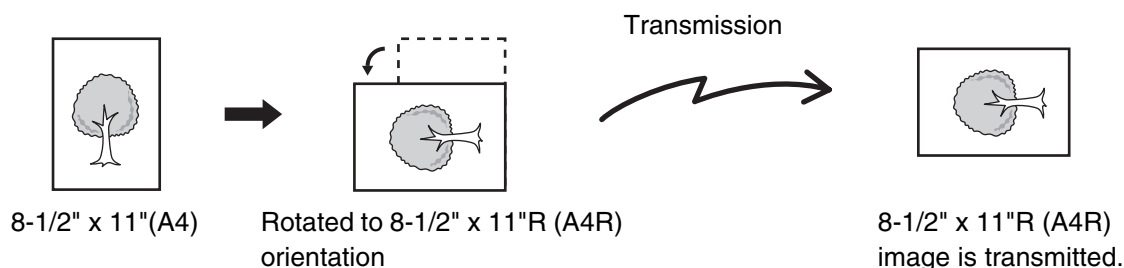 Transmission
8-1/2" x 11"(A4)
Rotated to 8-1/2" x 11"R (A4R)
orientation
8-1/2" x 11"R (A4R)
image is transmitted.